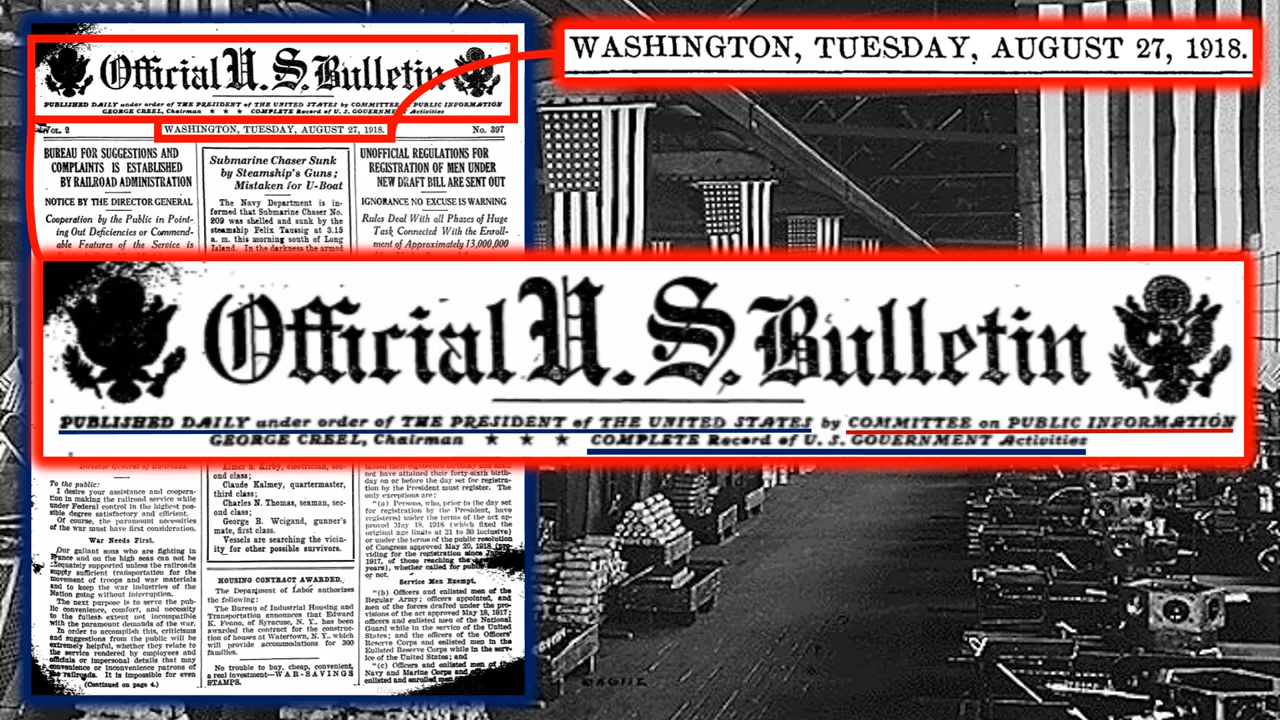 Official U. S. Bulletin
PUBLISHED DAILY under order of THE PRESIDENT of THE UNITED STATES by COMMITTEE on PUBLIC INFORMATION
GEORGE CREEL, Chairman ★ ★ ★ COMPLETE Record of U. S. GOVERNMENT Activities
VOL. 2
WASHINGTON, TUESDAY, AUGUST 27, 1918.
No. 397
WASHINGTON, TUESDAY, AUGUST 27, 1918.
BUREAU FOR SUGGESTIONS AND
COMPLAINTS IS ESTABLISHED
BY RAILROAD ADMINISTRATION
NOTICE BY THE DIRECTOR GENERAL
Cooperation by the Public in Point-
ing Out Deficiencies or Commend-
able Features of the Service is
Submarine Chaser Sunk
by Steamship's Guns;
Mistaken for U-Boat
The Navy Department is in-
formed that Submarine Chaser No.
209 was shelled and sunk by the
steamship Felix Taussig at 3.15
a. m. this morning south of Long
Island. In the darkness the armed
UNOFFICIAL REGULATIONS FOR
REGISTRATION OF MEN UNDER
NEW DRAFT BILL ARE SENT OUT
IGNORANCE NO EXCUSE IS WARNING
Rules Deal With all Phases of Huge
Task Connected With the Enroll-
ment of Approximately 13,000,000
Official U. S. Bulletin
PUBLISHED DAILY under order of THE PRESIDENT of THE UNITED STATES by COMMITTEE on PUBLIC INFORMATION
GEORGE CREEL, Chairman ★ ★ ★ COMPLETE Record of U. S. GOVERNMENT Activities
Director General of Railroads.
To the public:
I desire your assistance and coopera-
tion in making the railroad service while
under Federal control in the highest pos-
sible degree satisfactory and efficient.
Of course, the paramount necessities
of the war must have first consideration.
War Needs First.
Our gallant sons who are fighting in
France and on the high seas can not be
adequately supported unless the railroads
supply sufficient transportation for the
movement of troops and war materials
and to keep the war industries of the
Nation going without interruption.
The next purpose is to serve the pub-
lic convenience, comfort, and necessity
to the fullest extent not incompatible
with the paramount demands of the war.
In order to accomplish this, criticisms
and suggestions from the public will be
extremely helpful, whether they relate to
the service rendered by employees and
officials or impersonal details that may
convenience or inconvenience patrons of
the railroads. It is impossible for even
(Continued on page 4.)
Elmer S. Kirby, electrician, sec-
ond class;
Claude Kalmey, quartermaster,
third class;
Charles N. Thomas, seaman, sec-
ond class;
George B. Weigand, gunner's
mate, first class.
Vessels are searching the vicin-
ity for other possible survivors.
HOUSING CONTRACT AWARDED.
The Department of Labor authorizes
the following:
The Bureau of Industrial Housing and
Transportation announces that Edward
K. Fenno, of Syracuse, N. Y., has been
awarded the contract for the construc-
tion of houses at Watertown, N. Y., which
will provide accommodations for 300
families.
No trouble to buy, cheap, convenient,
a real investment—WAR-SAVINGS
STAMPS.
not have attained their forty-sixth birth-
day on or before the day set for registra-
tion by the President must register. The
only exceptions are:
"(a) Persons, who, prior to the day set
for registration by the President, have
registered under the terms of the act ap-
proved May 18, 1918 (which fixed the
original age limits at 21 to 30 inclusive)
or under the terms of the public resolution
of Congress approved May 20, 1918 (pro-
viding for the registration since June
1917, of those reaching the
years), whether called for
or not.
Service Men Exempt.
"(b) Officers and enlisted men of the
Regular Army; officers appointed, and
men of the forces drafted under the pro-
visions of the act approved May 18, 1917;
officers and enlisted men of the National
Guard while in the service of the United
States; and the officers of the Officers'
Reserve Corps and enlisted men in the
Enlisted Reserve Corps while in the serv-
ice of the United States; and
"(c) Officers and enlisted men of
Navy and Marine Corps and
enlisted and enrolled men